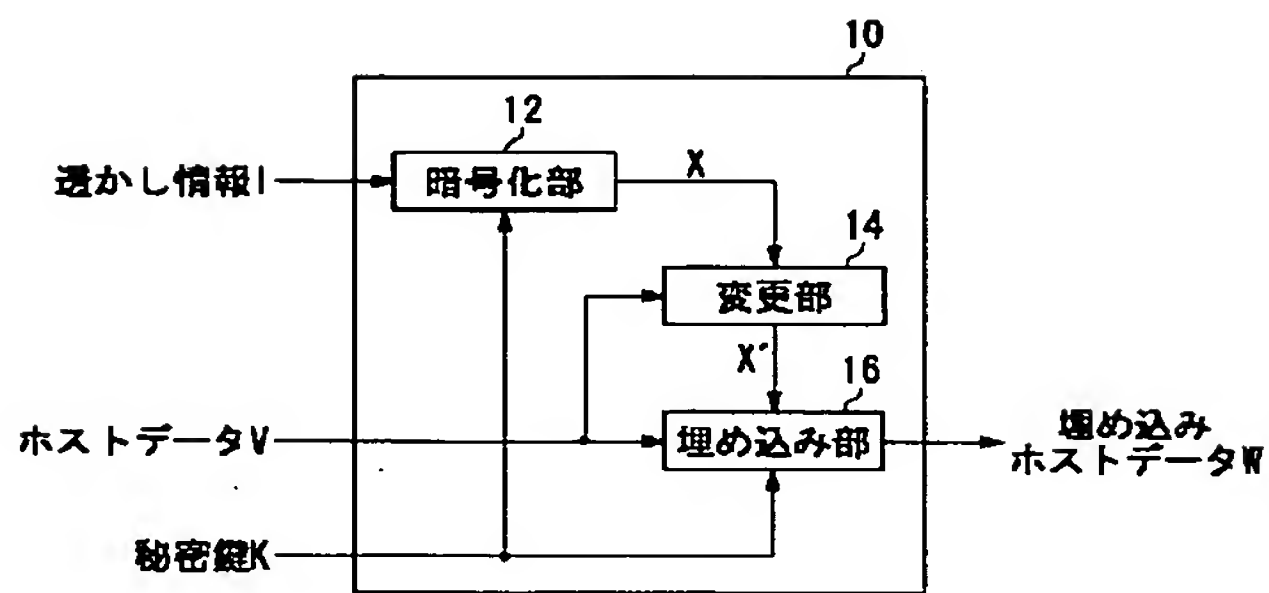 10
12
透かし情報I
暗号化部
X
14
変更部
X´
16
ホストデータV
埋め込み部
埋め込み
ホストデータW
秘密鍵K